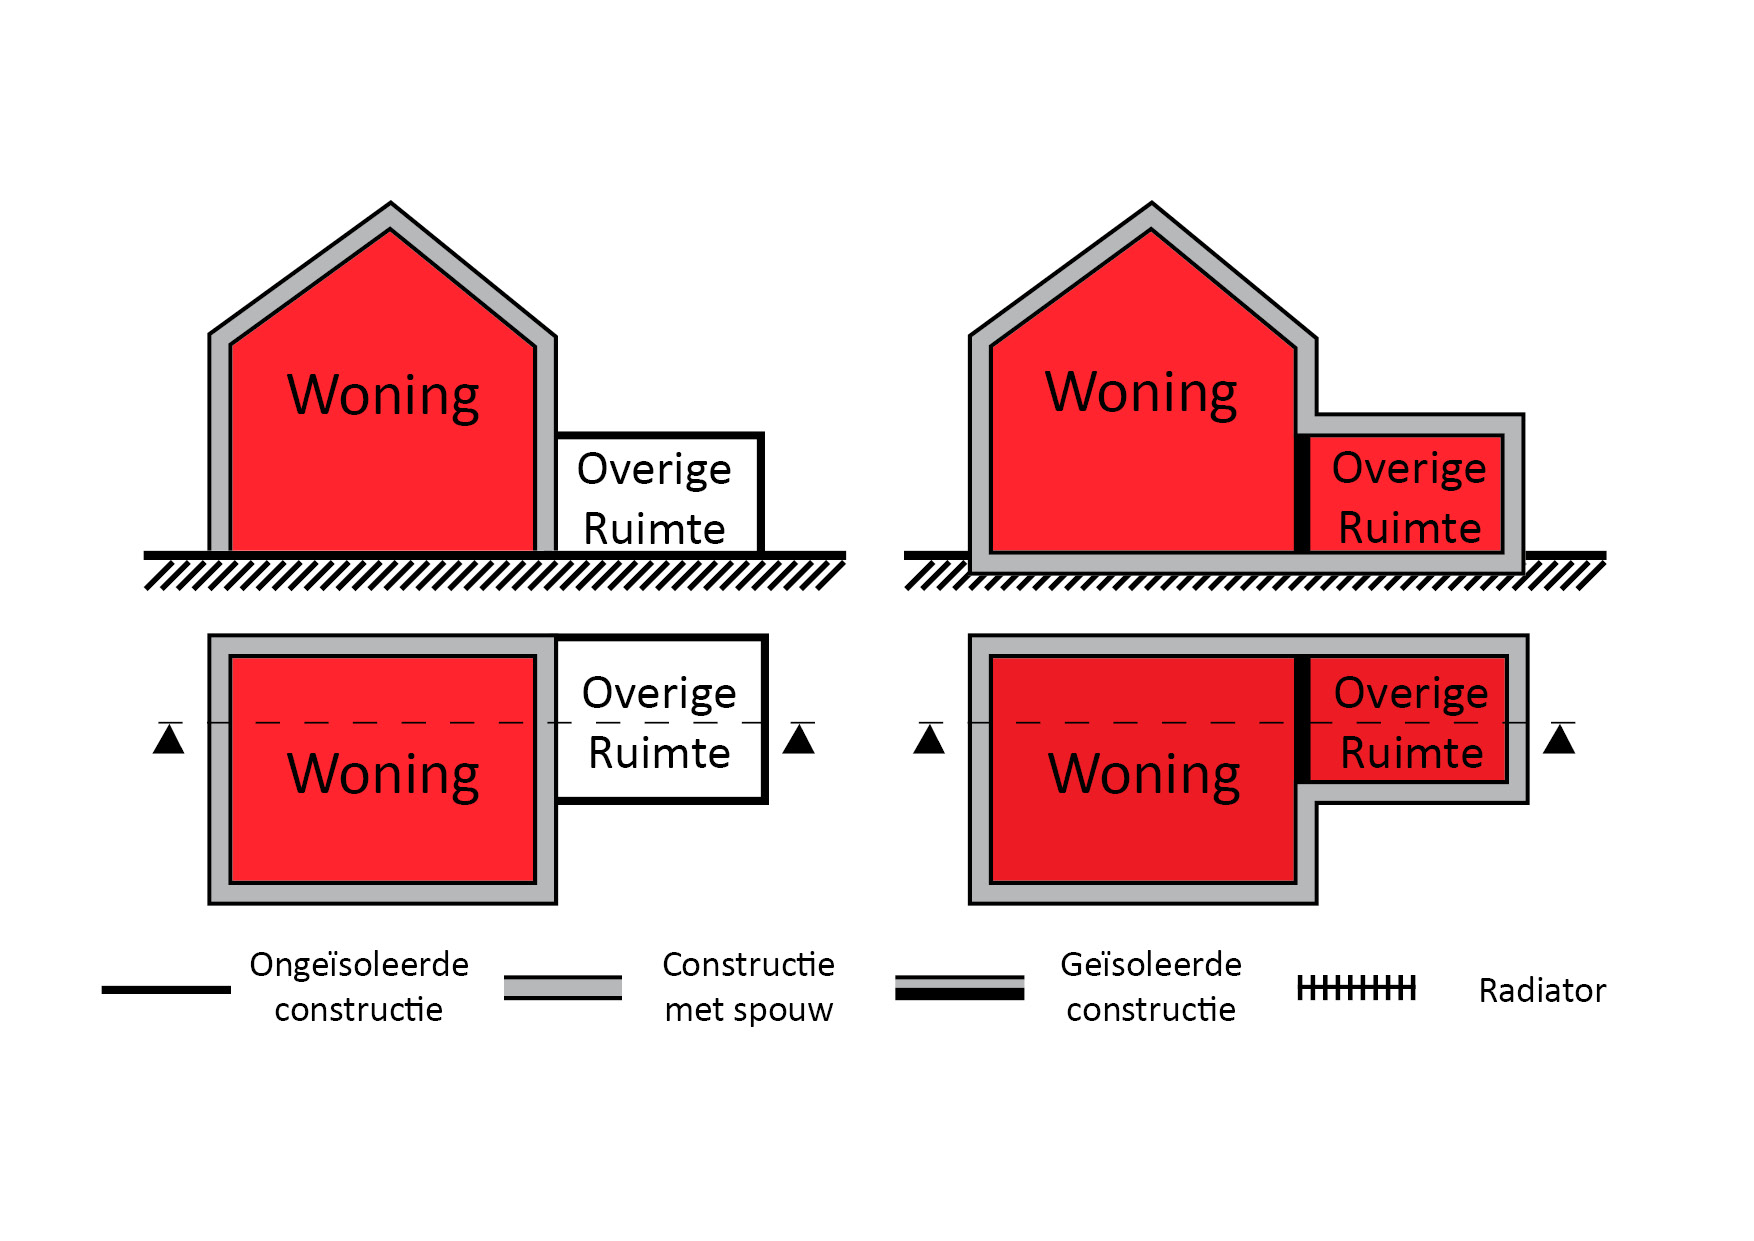 Woning
Overige
Ruimte
Woning
Overige
Ruimte
Woning
Overige
Ruimte
Woning
Overige
Ruimte
Ongeïsoleerde
constructie
Constructie
met spouw
Geïsoleerde
constructie
Radiator